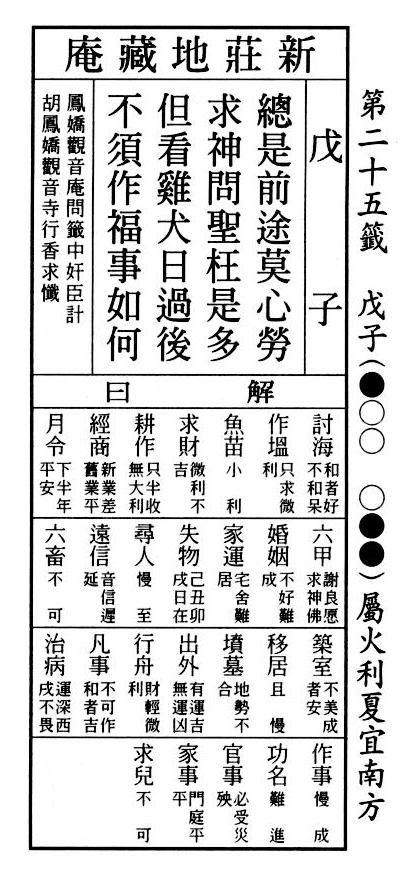 第二十五籤　戊子(●○○　○●●)屬火利夏宜南方
新莊地藏庵
戊子
總是前途莫心勞
求神問聖枉是多
但看雞犬日過後
不須作福事如何
鳳嬌觀音庵問籤中奸臣計
胡鳳嬌觀音寺行香求懺
解曰
討海 和者好不和呆
作塭 只求微利
魚苗 小利
求財 微利不吉
耕作 只半收無大利
經商 新業差舊業平
月令 下半年平安
六甲 謝良愿求神佛
婚姻 不好難成
家運 宅舍難居
失物 己丑卯戌日在
尋人 慢至
遠信 音信遲延
六畜 不可
築室 不美成者安
移居 且慢
墳墓 地勢不合
出外 有運吉無運凶
行舟 財輕微利
凡事 不可作和者吉
治病 運深西戌不畏
作事 慢成
功名 難進
官事 必受災殃
家事 門庭平平
求兒 不可